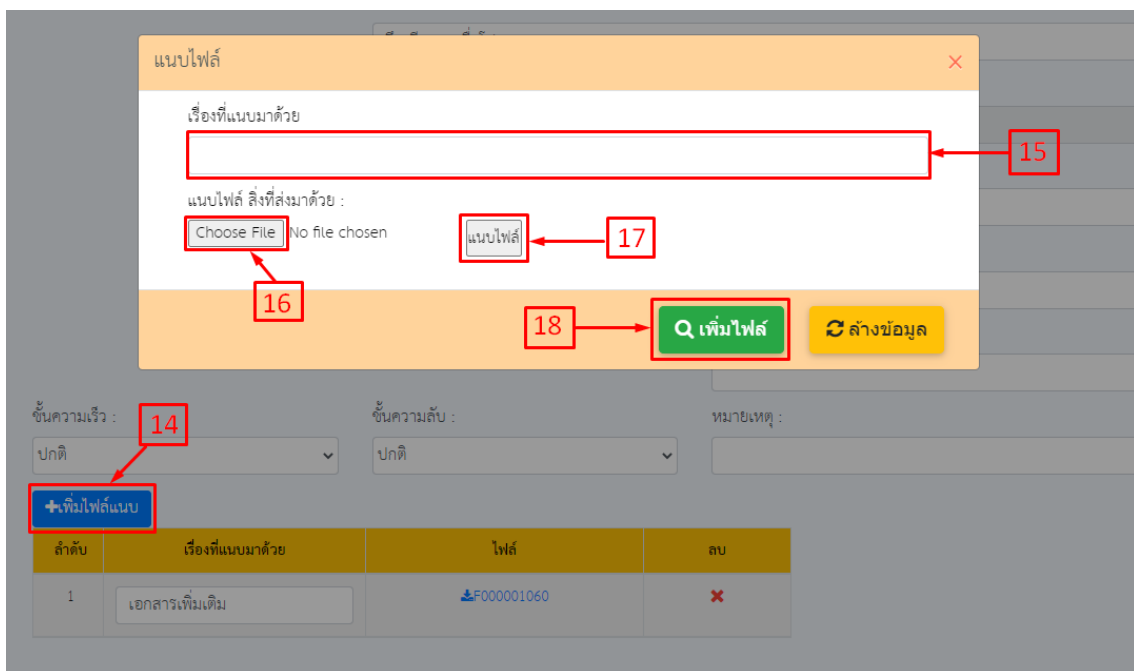 แนบไฟล์
เรื่องที่แนบมาด้วย
15
แนบไฟล์ สิ่งที่ส่งมาด้วย :
Choose File No file chosen
แนบไฟล์
17
16
18
เพิ่มไฟล์
ล้างข้อมูล
ชั้นความเร็ว :
ชั้นความลับ :
หมายเหตุ :
14
ปกติ
ปกติ
+เพิ่มไฟล์แนบ
ลำดับ เรื่องที่แนบมาด้วย ไฟล์ ลบ
1 เอกสารเพิ่มเติม F000001060